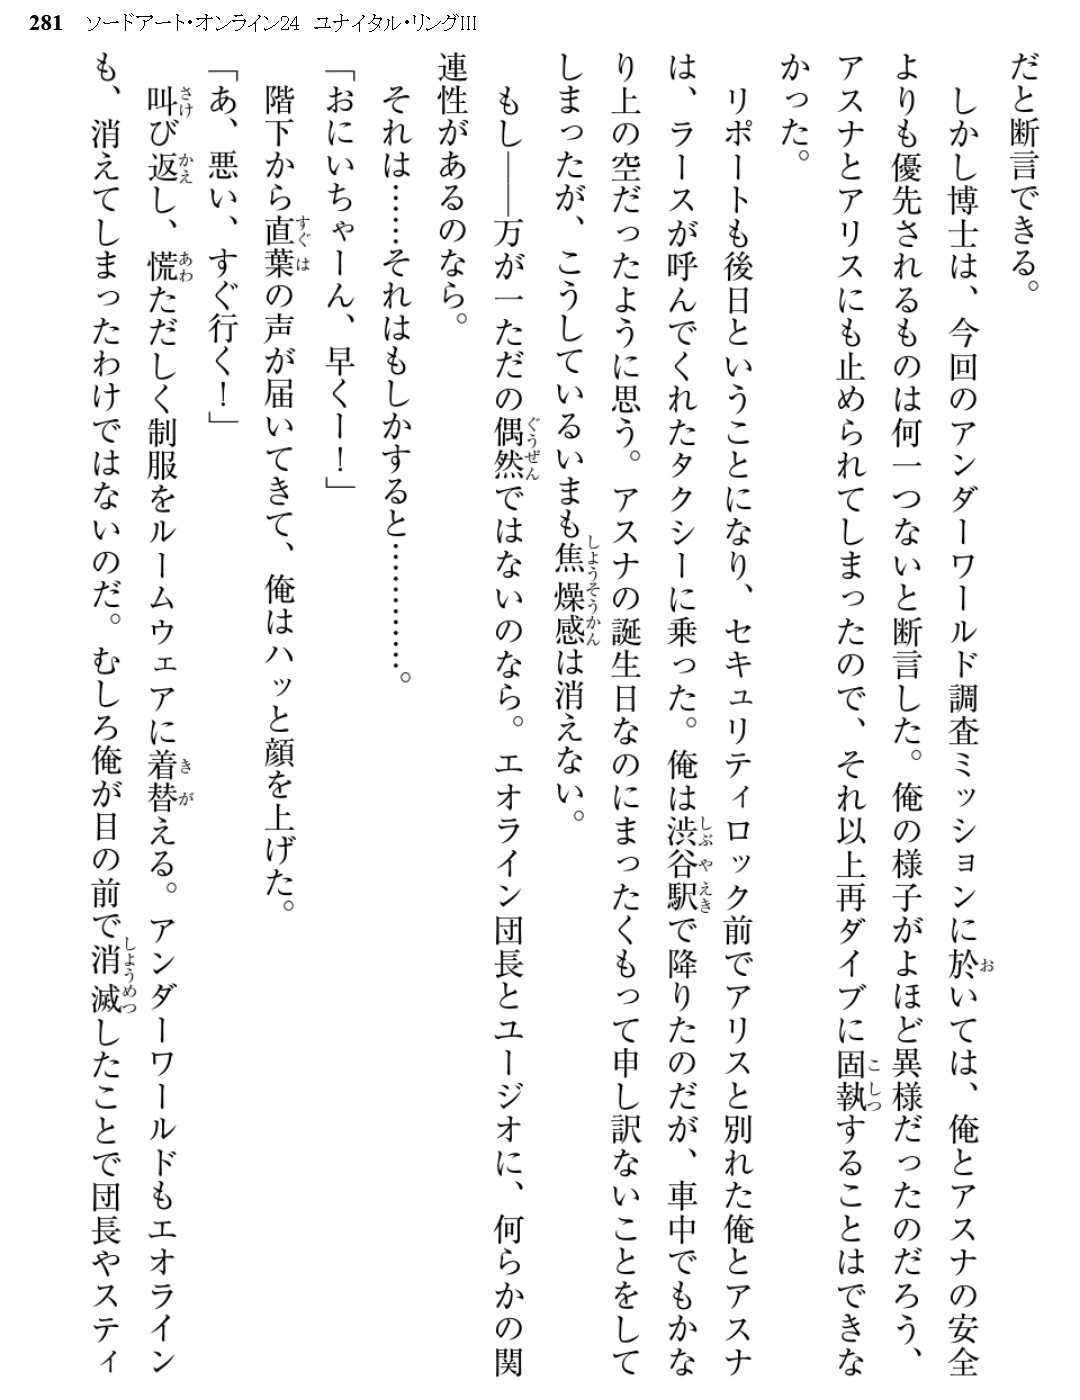 281 ソードアート・オンライン24 ユナイタル・リングIII
だと断言できる。
しかし博士は、今回のアンダーワールド調査ミッションに於いては、俺とアスナの安全
よりも優先されるものは何一つないと断言した。俺の様子がよほど異様だったのだろう、
アスナとアリスにも止められてしまったので、それ以上再ダイブに固執することはできな
かった。
リポートも後日ということになり、セキュリティロック前でアリスと別れた俺とアスナ
は、ラースが呼んでくれたタクシーに乗った。俺は渋谷駅で降りたのだが、車中でもかな
り上の空だったように思う。アスナの誕生日なのにまったくもって申し訳ないことをして
しまったが、こうしているいまも焦燥感は消えない。
もし――万が一ただの偶然ではないのなら。エオライン団長とユージオに、何らかの関
連性があるのなら。
それは……それはもしかすると…………。
「おにいちゃーん、早くー！」
階下から直葉の声が届いてきて、俺はハッと顔を上げた。
「あ、悪い、すぐ行く！」
叫び返し、慌ただしく制服をルームウェアに着替える。アンダーワールドもエオライン
も、消えてしまったわけではないのだ。むしろ俺が目の前で消滅したことで団長やスティ